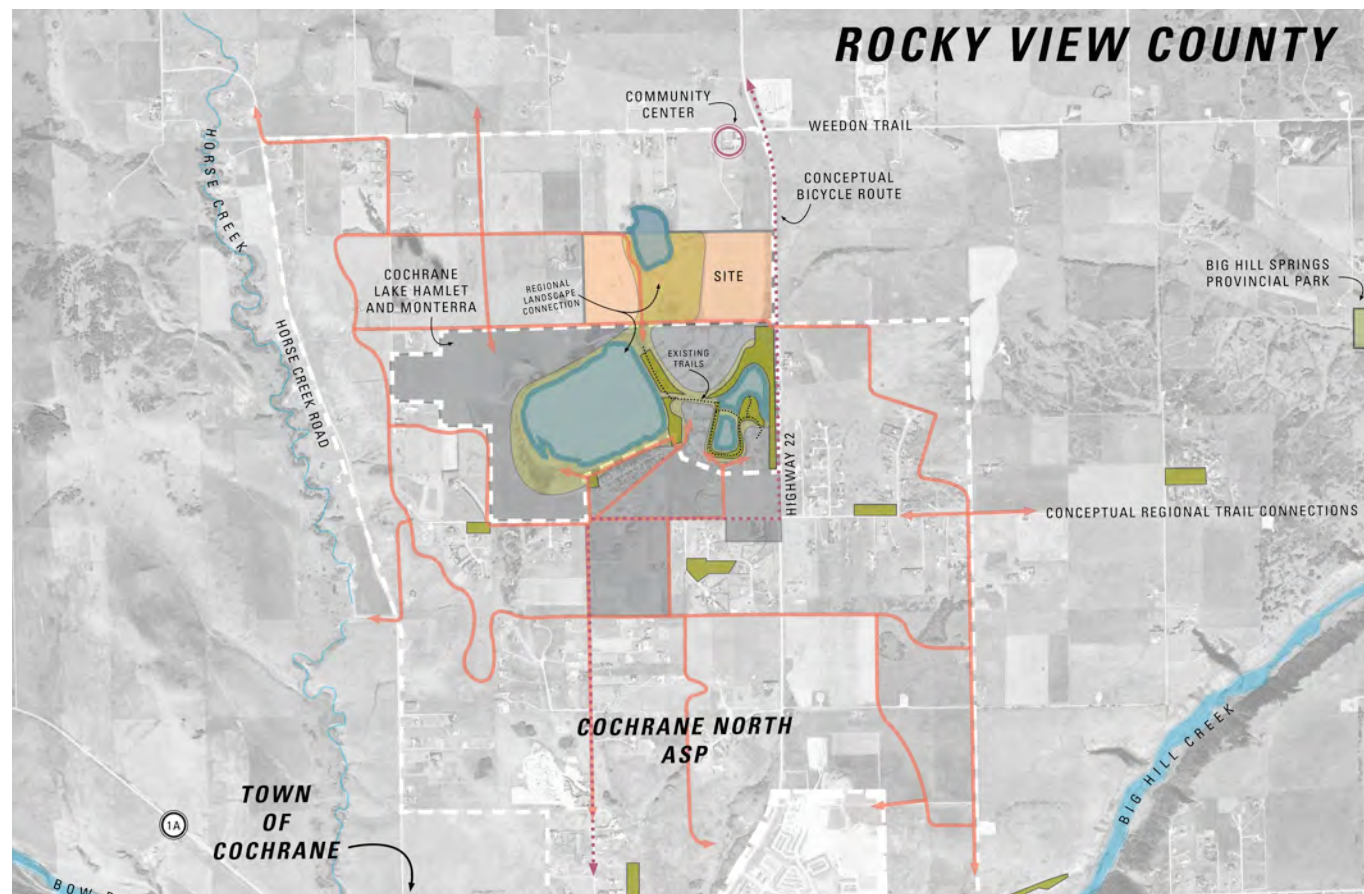 ROCKY VIEW COUNTY
COMMUNITY
CENTER
WEEDON TRAIL
HORSE CREEK
CONCEPTUAL
BICYCLE ROUTE
COCHRANE
LAKE HAMLET
AND MONTERRA
REGIONAL
LANDSCAPE
CONNECTION
SITE
BIG HILL SPRINGS
PROVINCIAL PARK
HORSE CREEK ROAD
EXISTING
TRAILS
HIGHWAY 22
CONCEPTUAL REGIONAL TRAIL CONNECTIONS
COCHRANE NORTH
ASP
BIG HILL CREEK
TOWN
OF
COCHRANE
1A
BOW